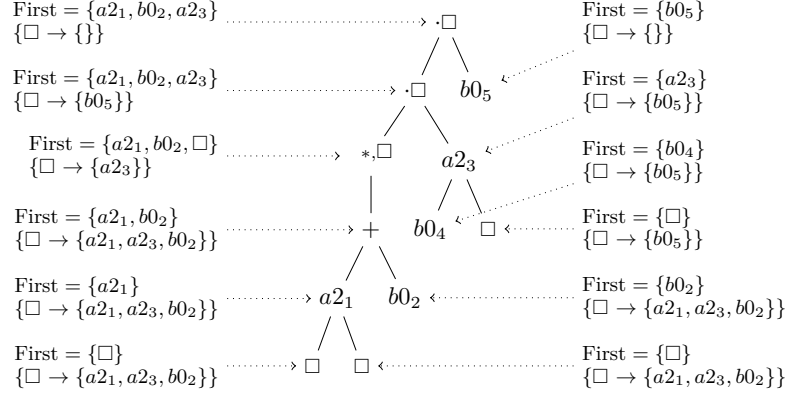 First = {a2₁, b0₂, a2₃}
{□ → {}}
First = {a2₁, b0₂, a2₃}
{□ → {b0₅}}
First = {a2₁, b0₂, □}
{□ → {a2₃}}
First = {a2₁, b0₂}
{□ → {a2₁, a2₃, b0₂}}
First = {a2₁}
{□ → {a2₁, a2₃, b0₂}}
First = {□}
{□ → {a2₁, a2₃, b0₂}}
·□
·□
b0₅
*,□
a2₃
+
b0₄
□
a2₁
b0₂
□
□
First = {b0₅}
{□ → {}}
First = {a2₃}
{□ → {b0₅}}
First = {b0₄}
{□ → {b0₅}}
First = {□}
{□ → {b0₅}}
First = {b0₂}
{□ → {a2₁, a2₃, b0₂}}
First = {□}
{□ → {a2₁, a2₃, b0₂}}